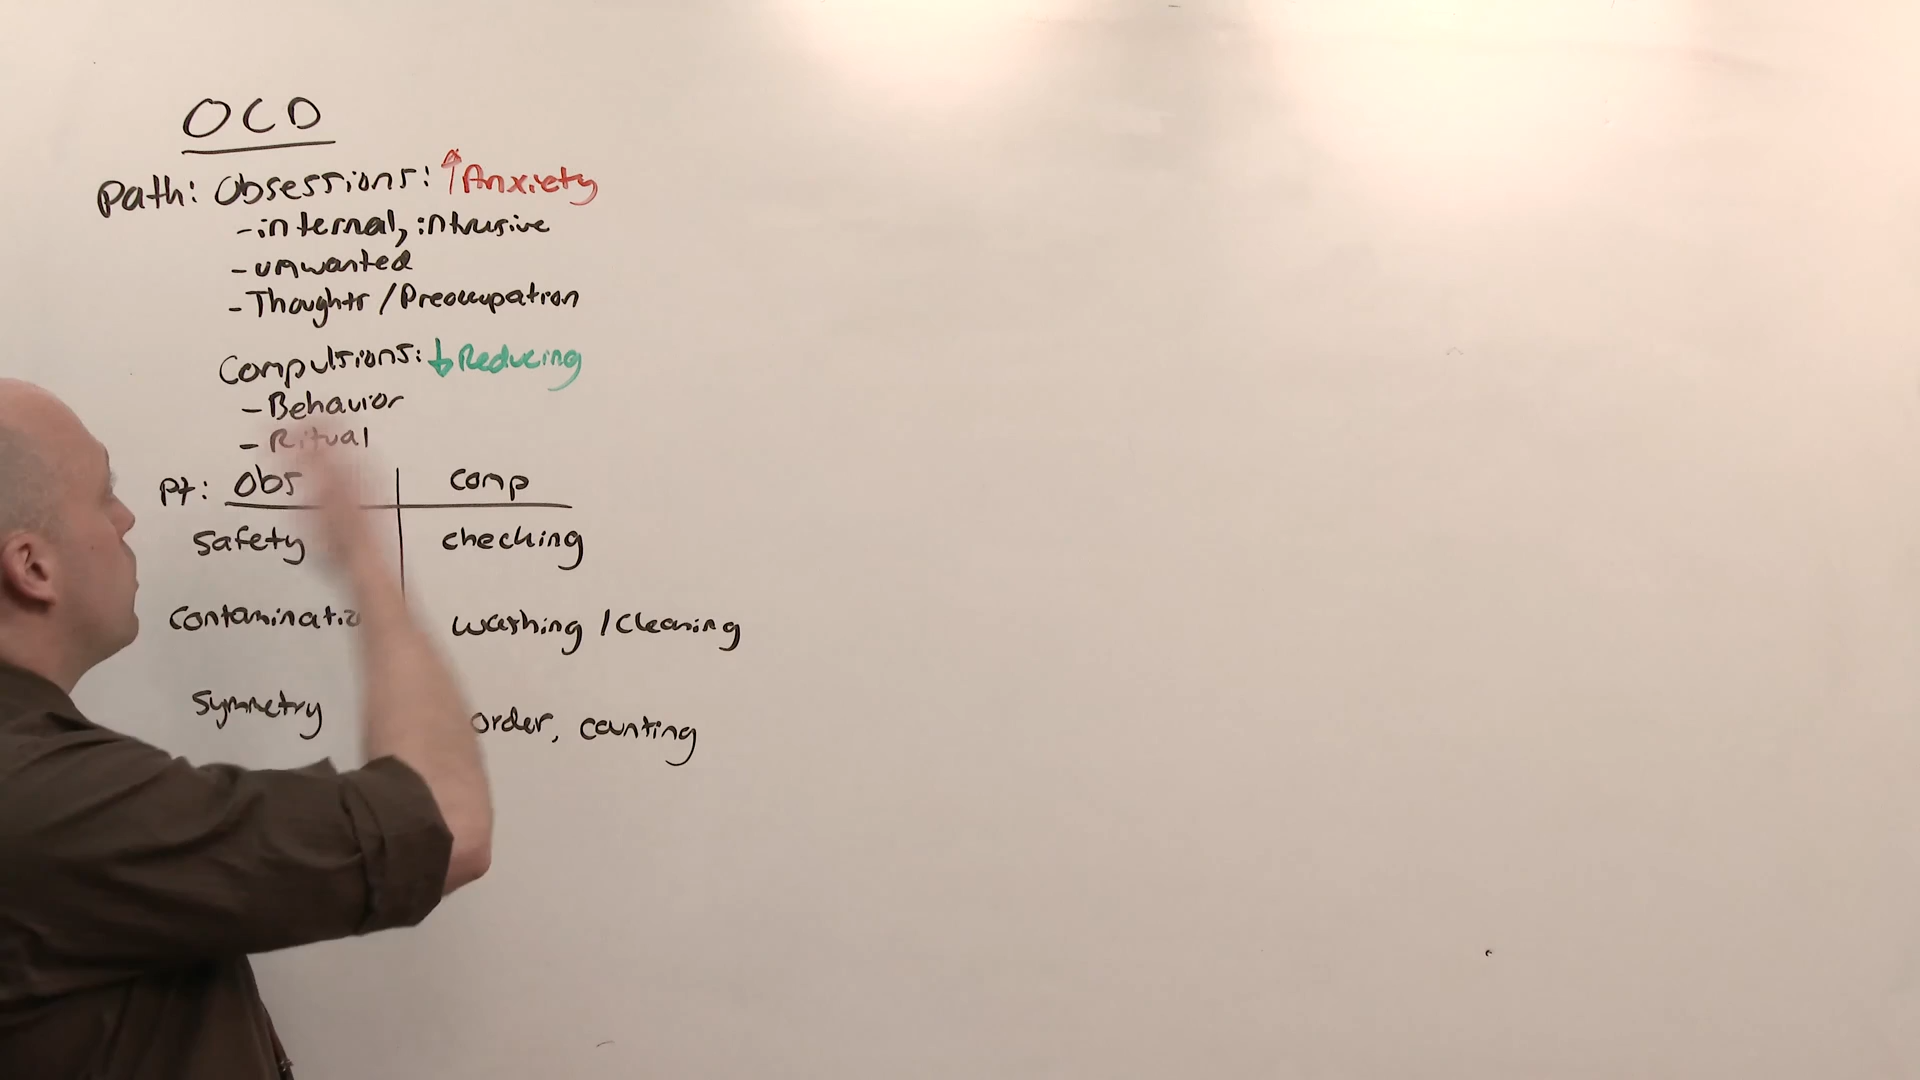 OCD
Path: Obsessions: ↑Anxiety
- internal, intrusive
- unwanted
- Thoughts / Preoccupation
Compulsions: ↓Reducing
- Behavior
- Ritual
Pt: Obs comp
safety checking
contaminatio washing / cleaning
symmetry order, counting